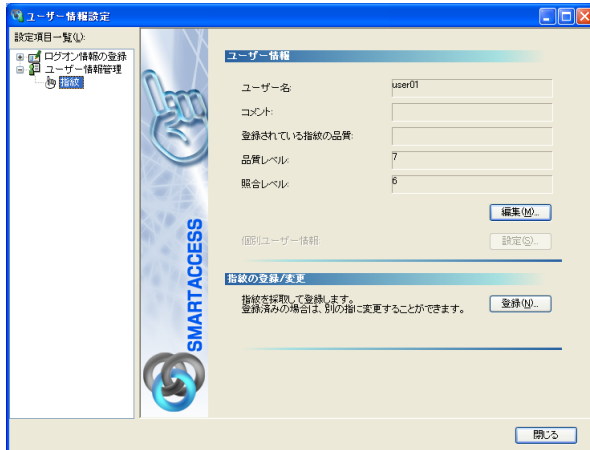 ユーザー情報設定
設定項目一覧(L):
ログオン情報の登録
ユーザー情報管理
指紋
SMARTACCESS
ユーザー情報
ユーザー名: user01
コメント:
登録されている指紋の品質:
品質レベル: 7
照合レベル: 6
編集(M)...
個別ユーザー情報: 設定(S)...
指紋の登録/変更
指紋を採取して登録します。
登録済みの場合は、別の指に変更することができます。
登録(N)...
閉じる